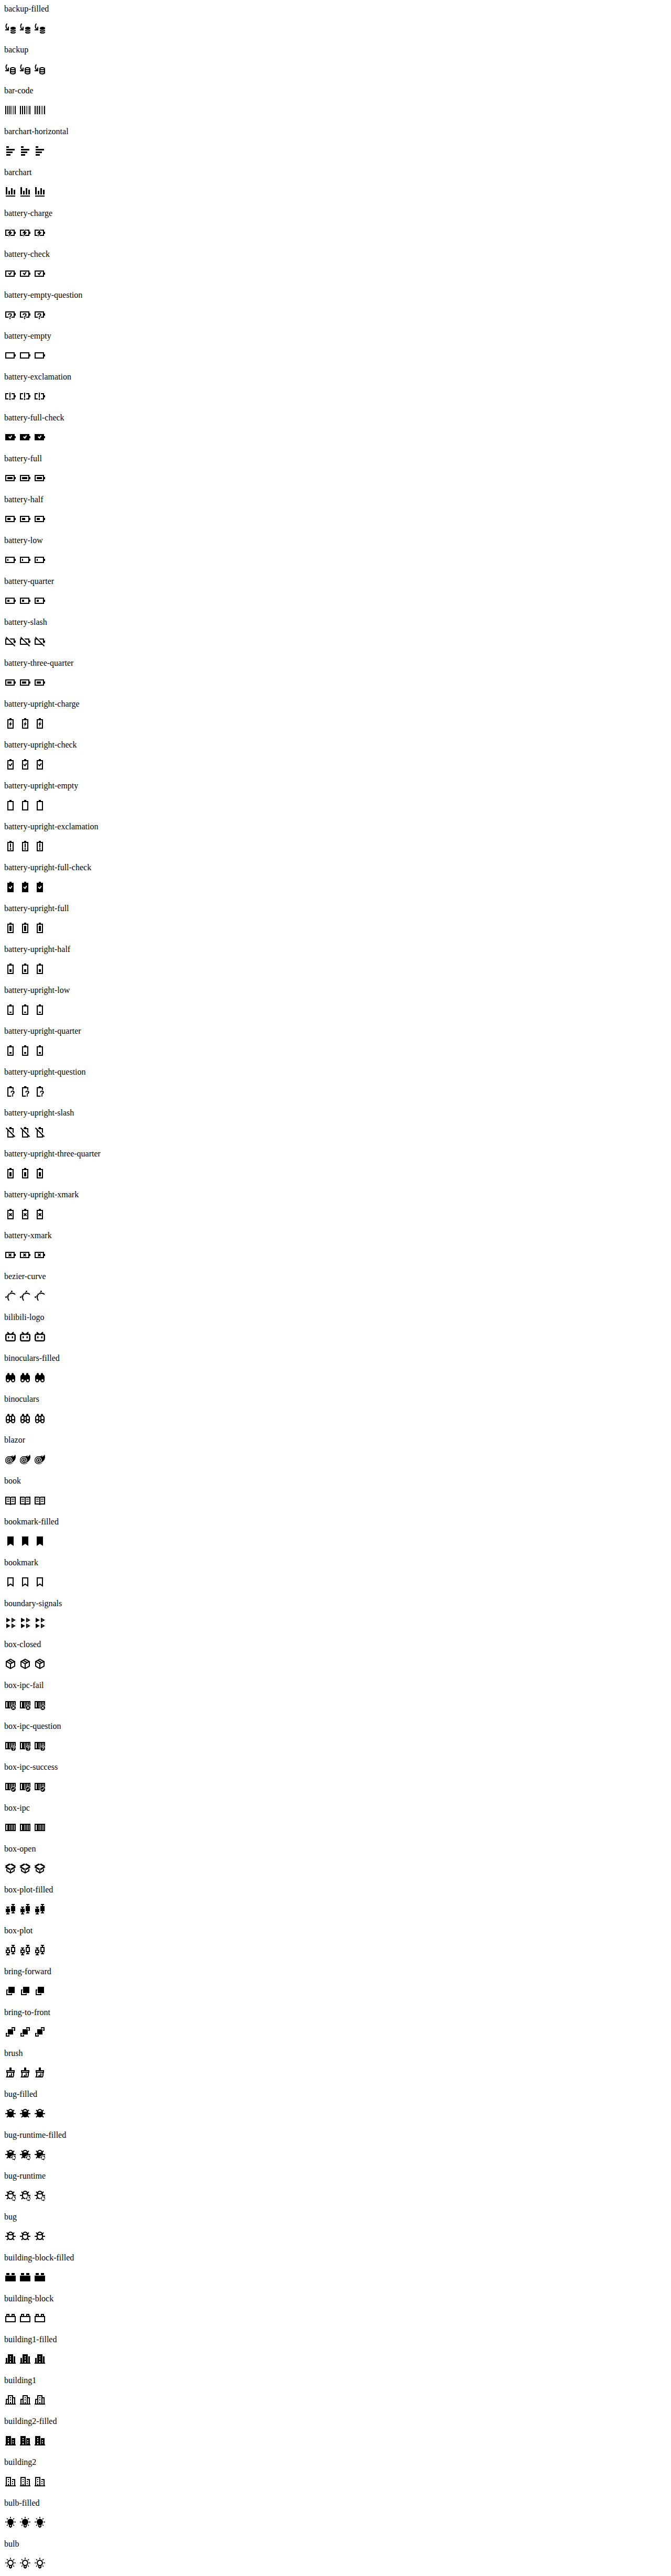 backup-filled
backup
bar-code
barchart-horizontal
barchart
battery-charge
battery-check
battery-empty-question
battery-empty
battery-exclamation
battery-full-check
battery-full
battery-half
battery-low
battery-quarter
battery-slash
battery-three-quarter
battery-upright-charge
battery-upright-check
battery-upright-empty
battery-upright-exclamation
battery-upright-full-check
battery-upright-full
battery-upright-half
battery-upright-low
battery-upright-quarter
battery-upright-question
battery-upright-slash
battery-upright-three-quarter
battery-upright-xmark
battery-xmark
bezier-curve
bilibili-logo
binoculars-filled
binoculars
blazor
book
bookmark-filled
bookmark
boundary-signals
box-closed
box-ipc-fail
box-ipc-question
box-ipc-success
box-ipc
box-open
box-plot-filled
box-plot
bring-forward
bring-to-front
brush
bug-filled
bug-runtime-filled
bug-runtime
bug
building-block-filled
building-block
building1-filled
building1
building2-filled
building2
bulb-filled
bulb